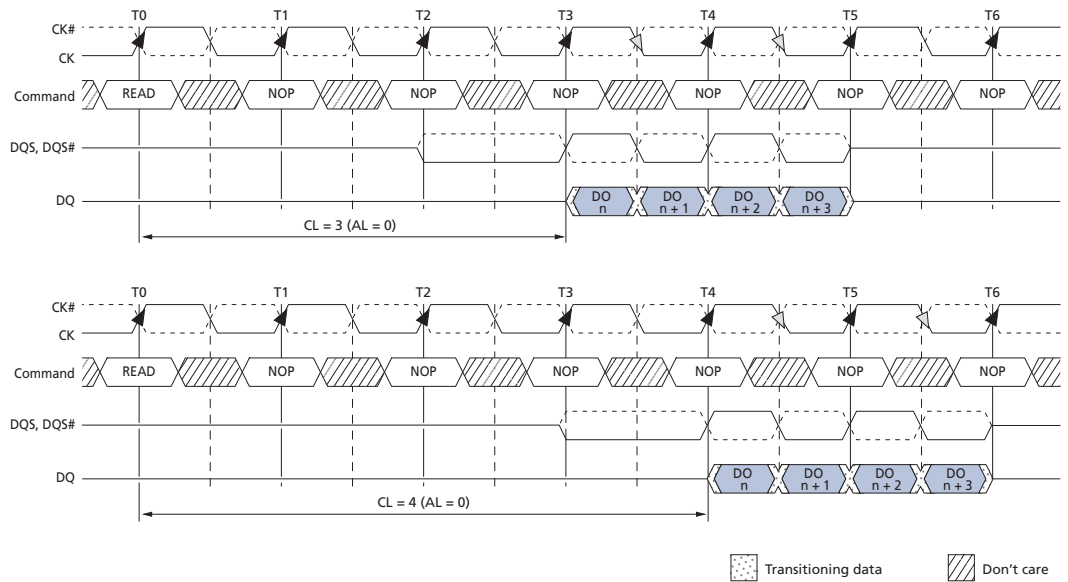 T0 T1 T2 T3 T4 T5 T6
CK#
CK
Command READ NOP NOP NOP NOP NOP NOP
DQS, DQS#
DQ DO n DO n + 1 DO n + 2 DO n + 3
CL = 3 (AL = 0)
T0 T1 T2 T3 T4 T5 T6
CK#
CK
Command READ NOP NOP NOP NOP NOP NOP
DQS, DQS#
DQ DO n DO n + 1 DO n + 2 DO n + 3
CL = 4 (AL = 0)
Transitioning data Don't care